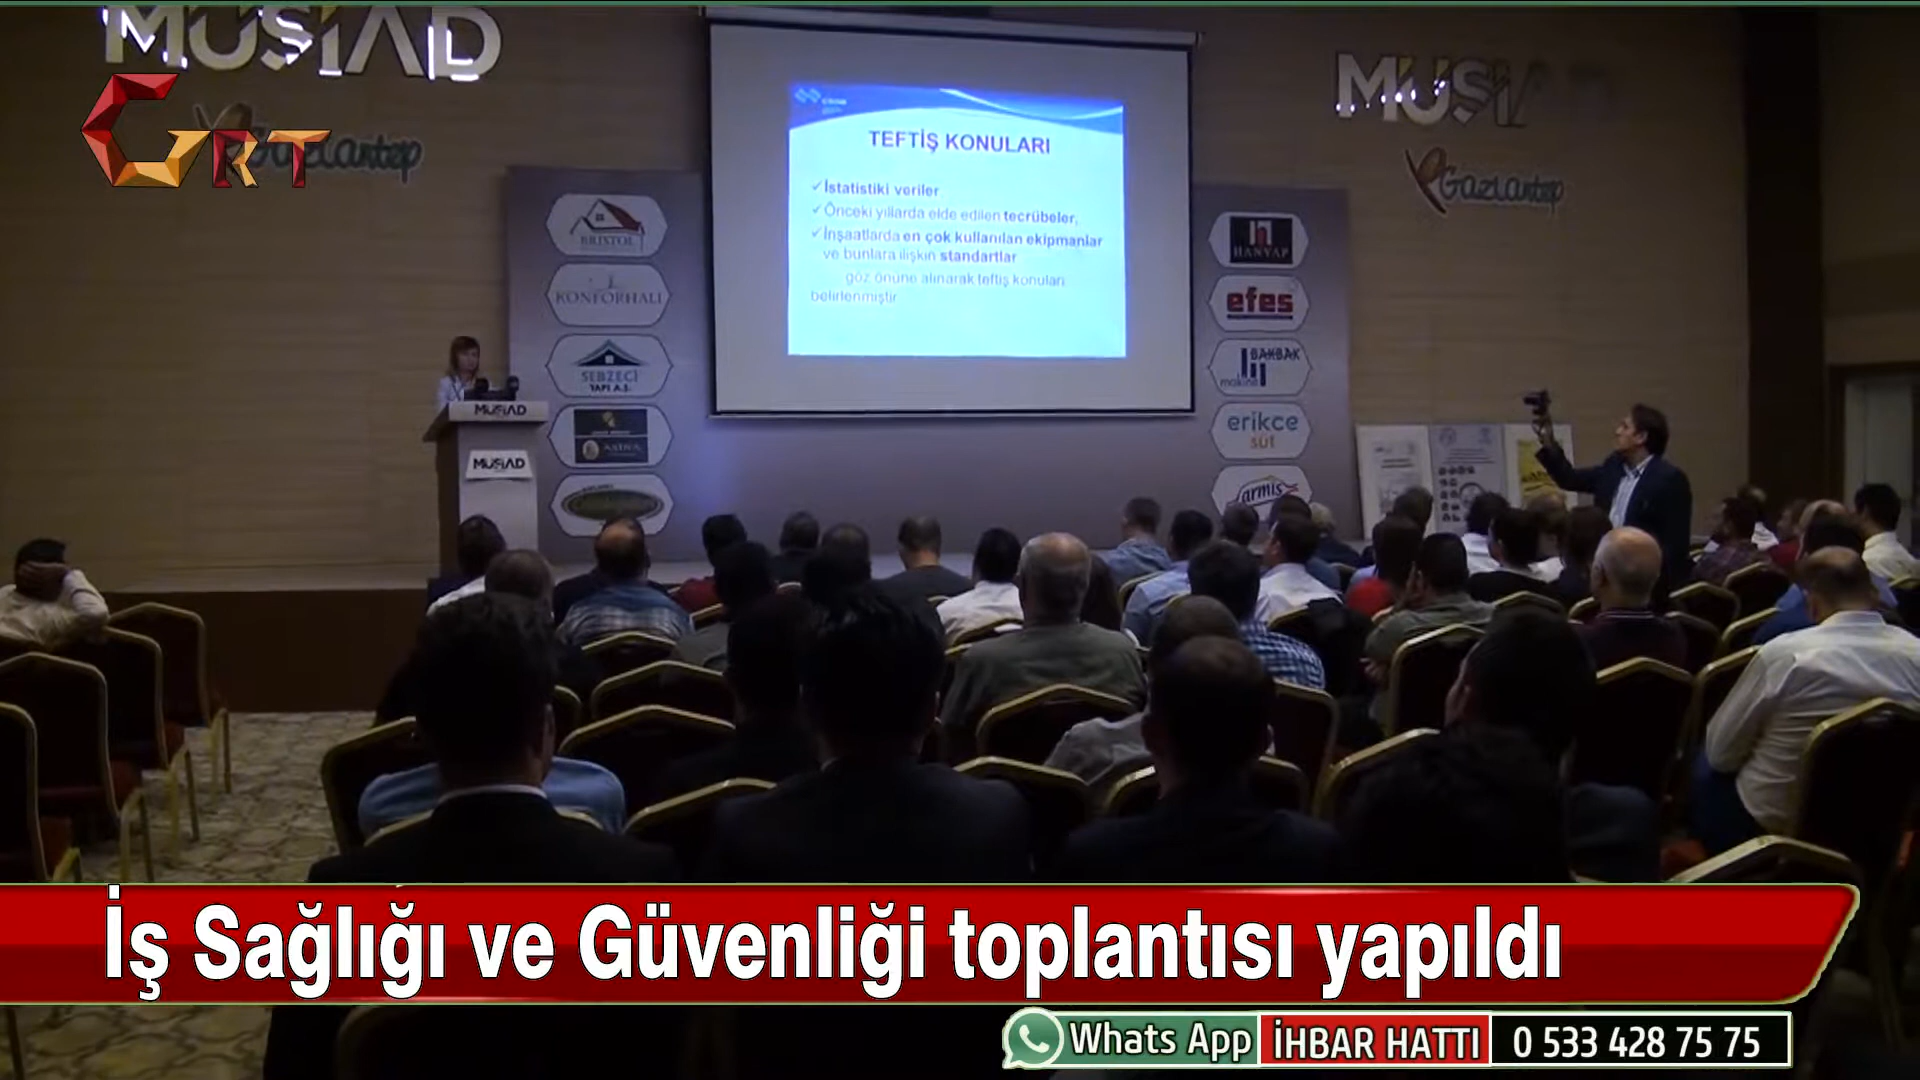 MÜSİAD
Gaziantep
GRT
MÜSİAD
Gaziantep
TEFTİŞ KONULARI
✓ İstatistiki veriler
✓ Önceki yıllarda elde edilen tecrübeler,
✓ İnşaatlarda en çok kullanılan ekipmanlar
ve bunlara ilişkin standartlar
göz önüne alınarak teftiş konuları
belirlenmiştir
BRISTOL
KONFORHALI
SEBZECİ
YAPI A.Ş.
HANYAP
efes
BAKBAK
makine
erikce
süt
armis
MÜSİAD
MÜSİAD
İş Sağlığı ve Güvenliği toplantısı yapıldı
Whats App İHBAR HATTI 0 533 428 75 75